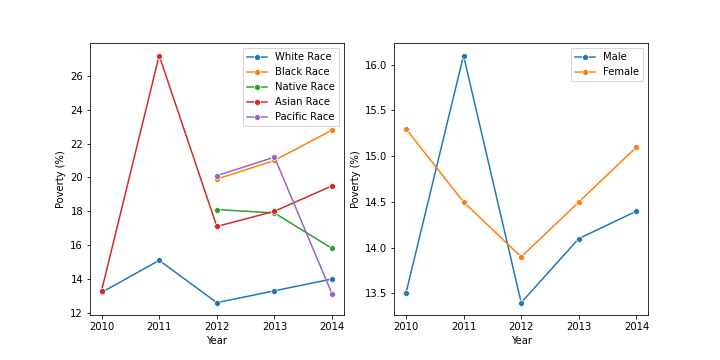 White Race
Black Race
Native Race
Asian Race
Pacific Race
26
24
22
20
18
16
14
12
Poverty (%)
2010 2011 2012 2013 2014
Year
Male
Female
16.0
15.5
15.0
14.5
14.0
13.5
Poverty (%)
2010 2011 2012 2013 2014
Year